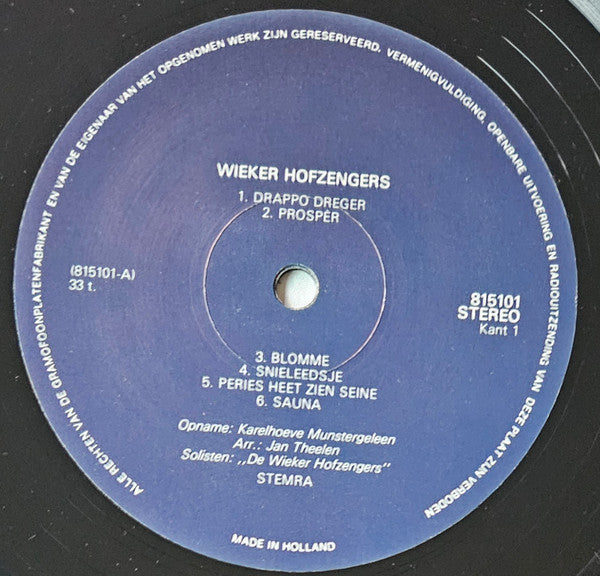 ALLE RECHTEN VAN DE GRAMOFOONPLATENFABRIKANT EN VAN DE EIGENAAR VAN HET OPGENOMEN WERK ZIJN GERESERVEERD. VERMENIGVULDIGING, OPENBARE UITVOERING EN RADIOUITZENDING VAN DEZE PLAAT ZIJN VERBODEN
WIEKER HOFZENGERS
1. DRAPPO DREGER
2. PROSPÉR
(815101-A)
33 t.
815101
STEREO
Kant 1
3. BLOMME
4. SNIELEEDSJE
5. PERIES HEET ZIEN SEINE
6. SAUNA
Opname: Karelhoeve Munstergeleen
Arr.: Jan Theelen
Solisten: ,,De Wieker Hofzengers"
STEMRA
MADE IN HOLLAND